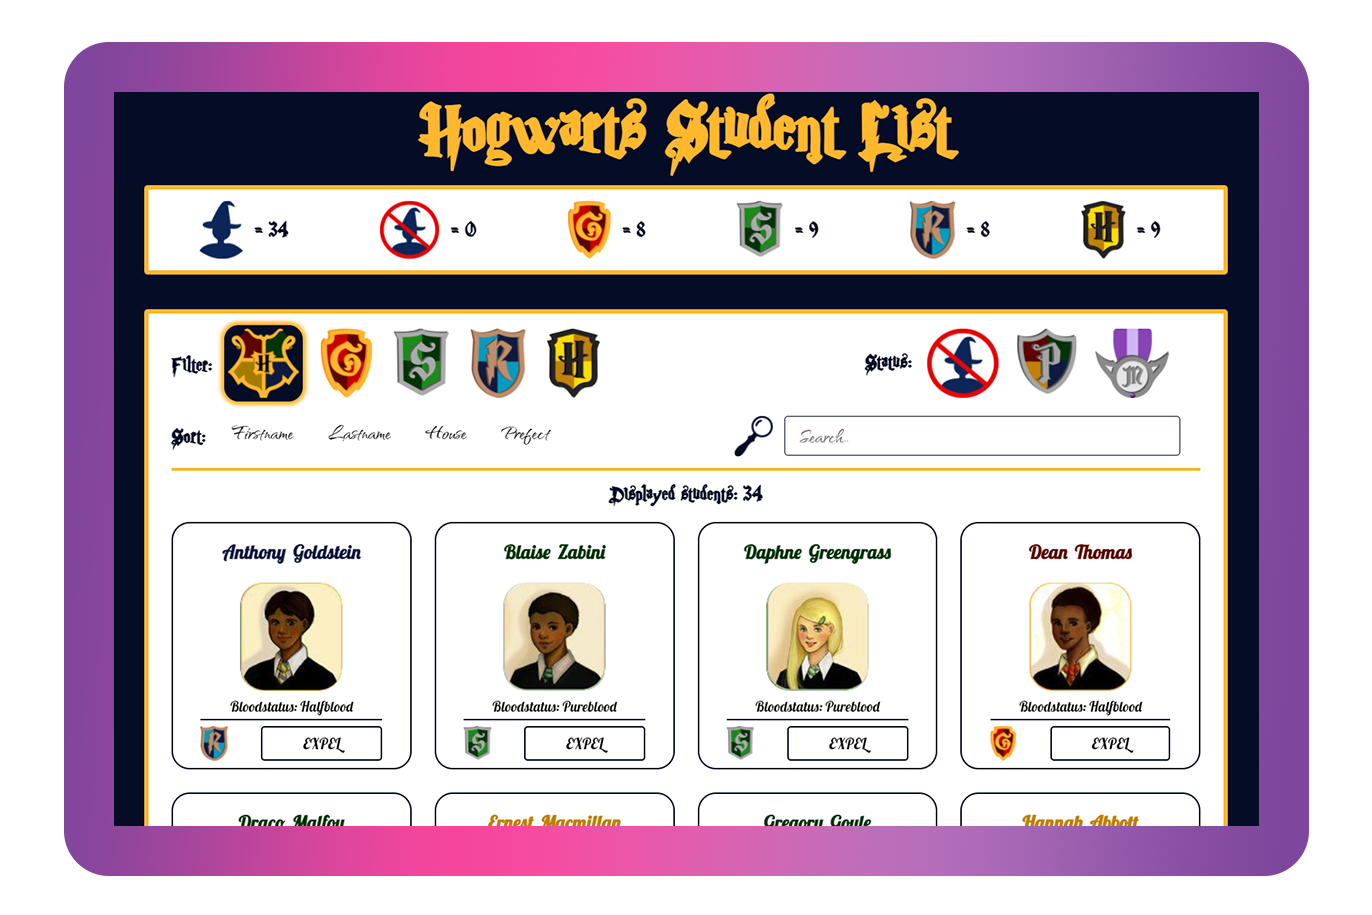 Hogwarts Student List
= 34 = 0 G = 8 S = 9 R = 8 H = 9
Filter: H G S R H Status: P M
Sort: Firstname Lastname House Prefect Search..
Displayed students: 34
Anthony Goldstein Blaise Zabini Daphne Greengrass Dean Thomas
Bloodstatus: Halfblood Bloodstatus: Pureblood Bloodstatus: Pureblood Bloodstatus: Halfblood
R EXPEL S EXPEL S EXPEL G EXPEL
Draco Malfoy Ernest Macmillan Gregory Goyle Hannah Abbott